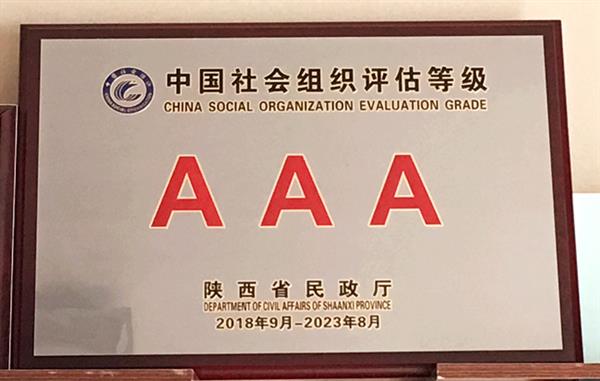 中国社会组织评估等级
CHINA SOCIAL ORGANIZATION EVALUATION GRADE
AAA
陕西省民政厅
DEPARTMENT OF CIVIL AFFAIRS OF SHAANXI PROVINCE
2018年9月-2023年8月